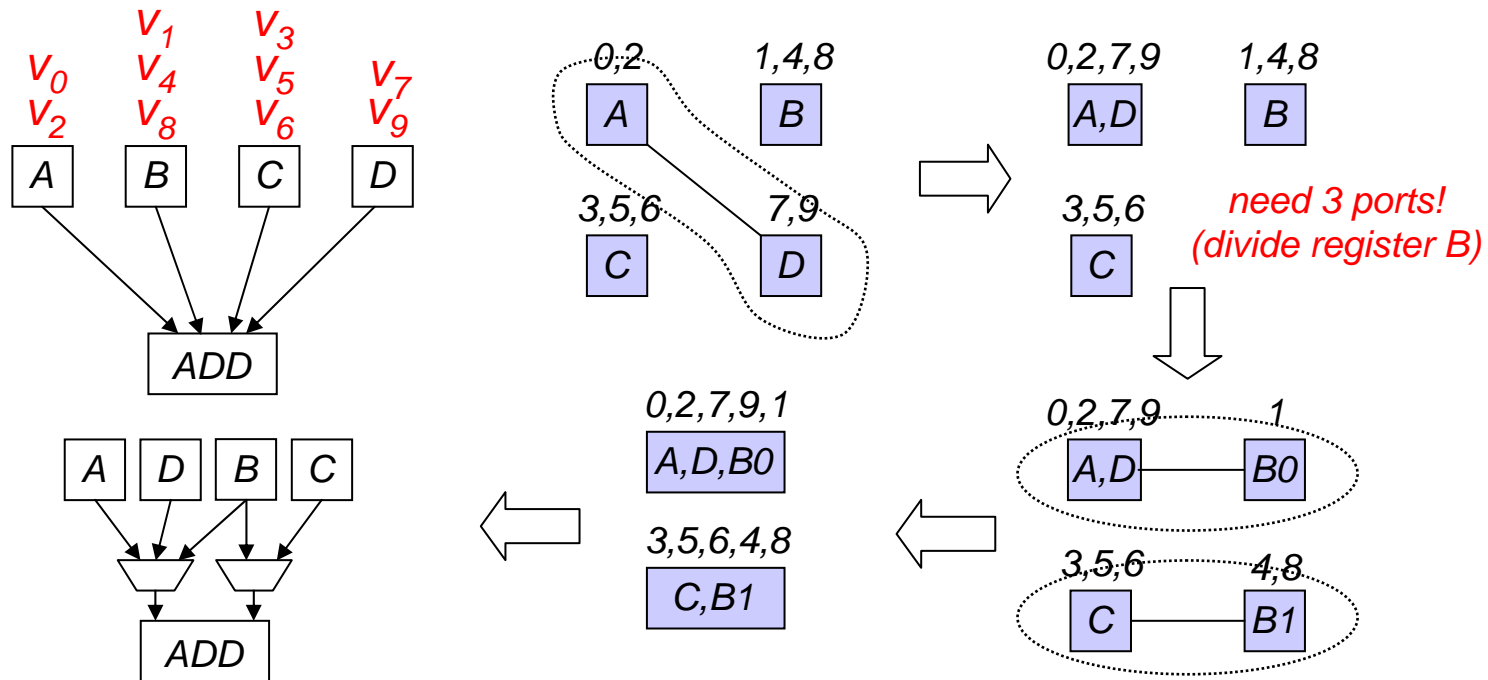 v1 v3
v0 v4 v5 v7
v2 v8 v6 v9
A B C D
ADD
0,2 1,4,8
A B
3,5,6 7,9
C D
0,2,7,9 1,4,8
A,D B
3,5,6
C
need 3 ports!
(divide register B)
0,2,7,9 1
A,D B0
3,5,6 4,8
C B1
0,2,7,9,1
A,D,B0
3,5,6,4,8
C,B1
A D B C
ADD